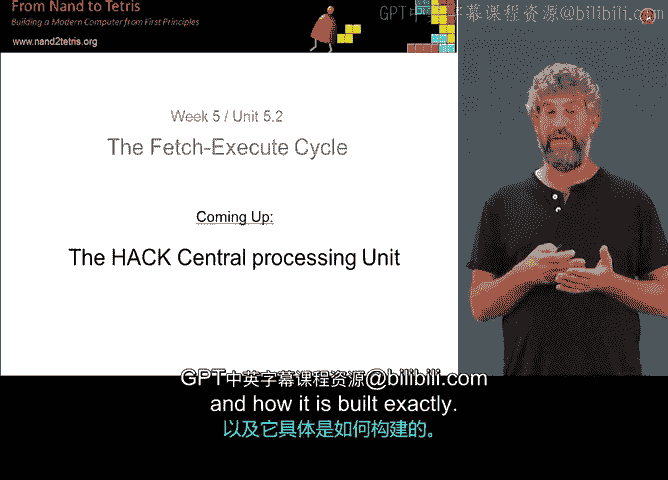 From Nand to Tetris
Building a Modern Computer from First Principles
www.nand2tetris.org
GPT中英字幕课程资源@bilibili.com
Week 5 / Unit 5.2
The Fetch-Execute Cycle
Coming Up:
The HACK Central processing Unit
GPT中英字幕课程资源@bilibili.com
and how it is built exactly.
以及它具体是如何构建的。